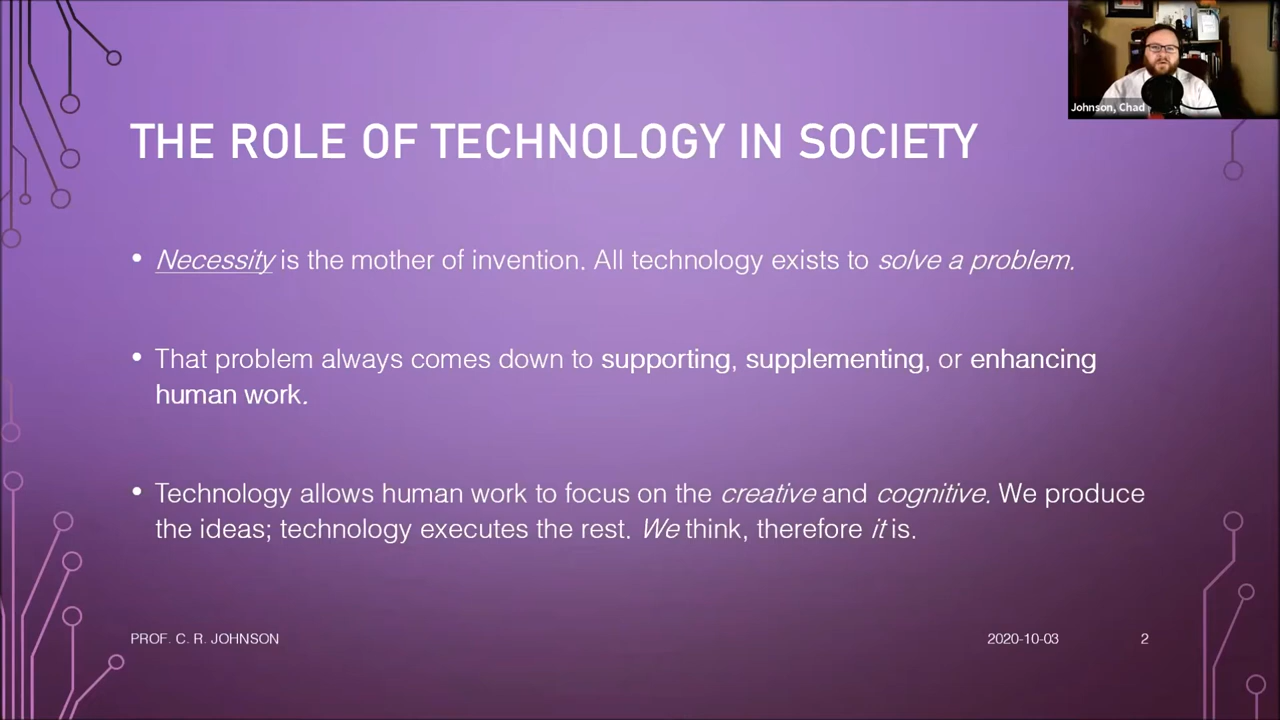 Johnson, Chad
THE ROLE OF TECHNOLOGY IN SOCIETY
• Necessity is the mother of invention. All technology exists to solve a problem.
• That problem always comes down to supporting, supplementing, or enhancing
human work.
• Technology allows human work to focus on the creative and cognitive. We produce
the ideas; technology executes the rest. We think, therefore it is.
PROF. C. R. JOHNSON
2020-10-03
2